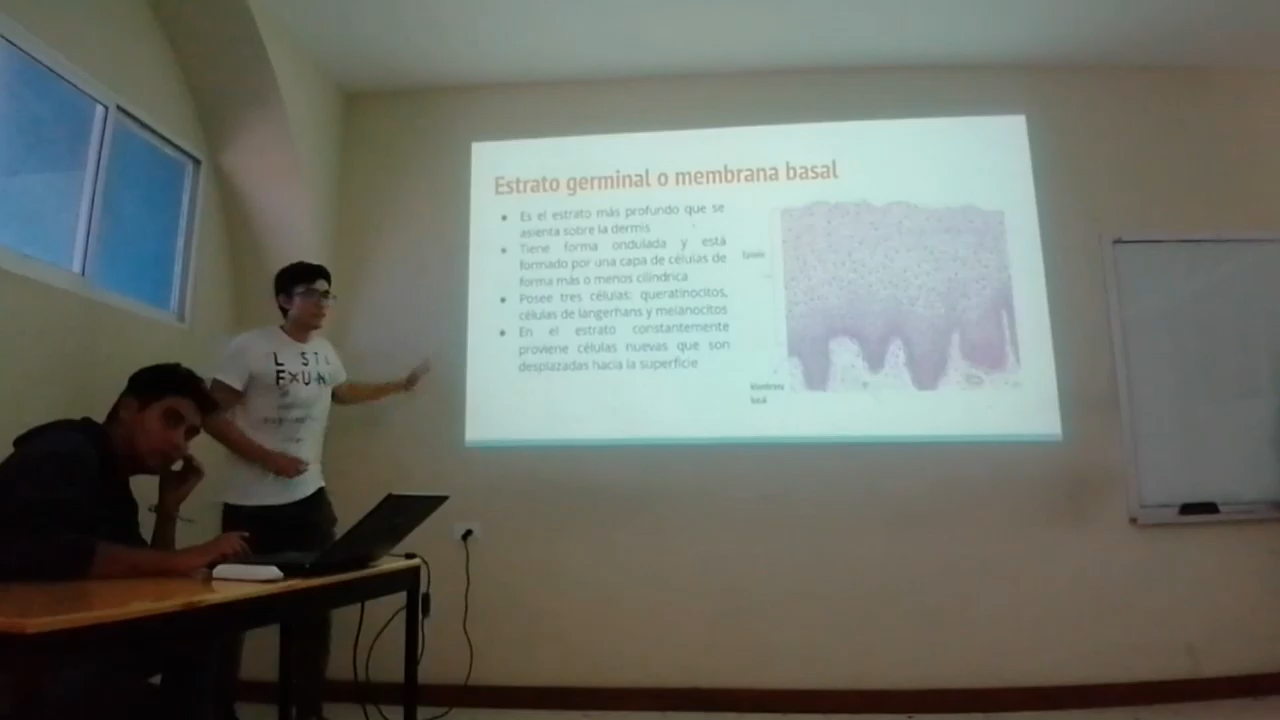 Estrato germinal o membrana basal
Es el estrato más profundo que se
asienta sobre la dermis
Tiene forma ondulada y está
formado por una capa de células de
forma más o menos cilíndrica
Posee tres células: queratinocitos,
células de langerhans y melanocitos
En el estrato constantemente
proviene células nuevas que son
desplazadas hacia la superficie
Membrana
basal